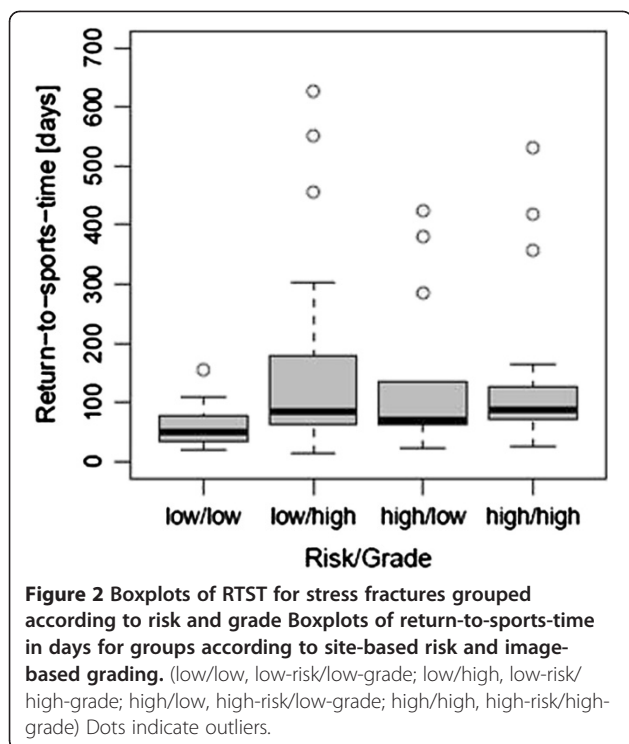 700
600
500
400
300
200
100
0
Return-to-sports-time [days]
low/low low/high high/low high/high
Risk/Grade
Figure 2 Boxplots of RTST for stress fractures grouped
according to risk and grade Boxplots of return-to-sports-time
in days for groups according to site-based risk and image-
based grading. (low/low, low-risk/low-grade; low/high, low-risk/
high-grade; high/low, high-risk/low-grade; high/high, high-risk/high-
grade) Dots indicate outliers.